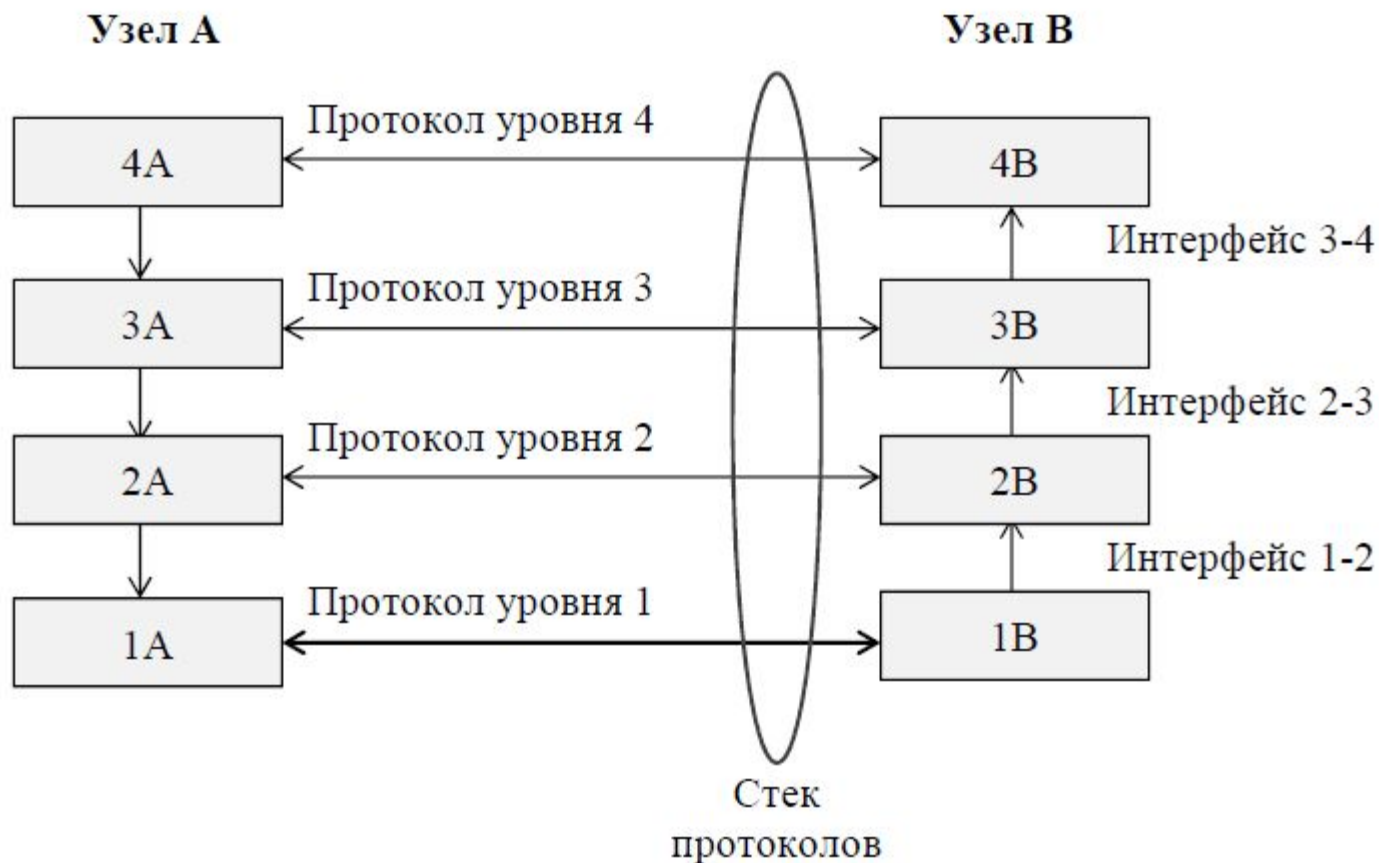 Узел А
Узел В
Протокол уровня 4
4А
4В
Интерфейс 3-4
Протокол уровня 3
3А
3В
Интерфейс 2-3
Протокол уровня 2
2А
2В
Интерфейс 1-2
Протокол уровня 1
1А
1В
Стек
протоколов